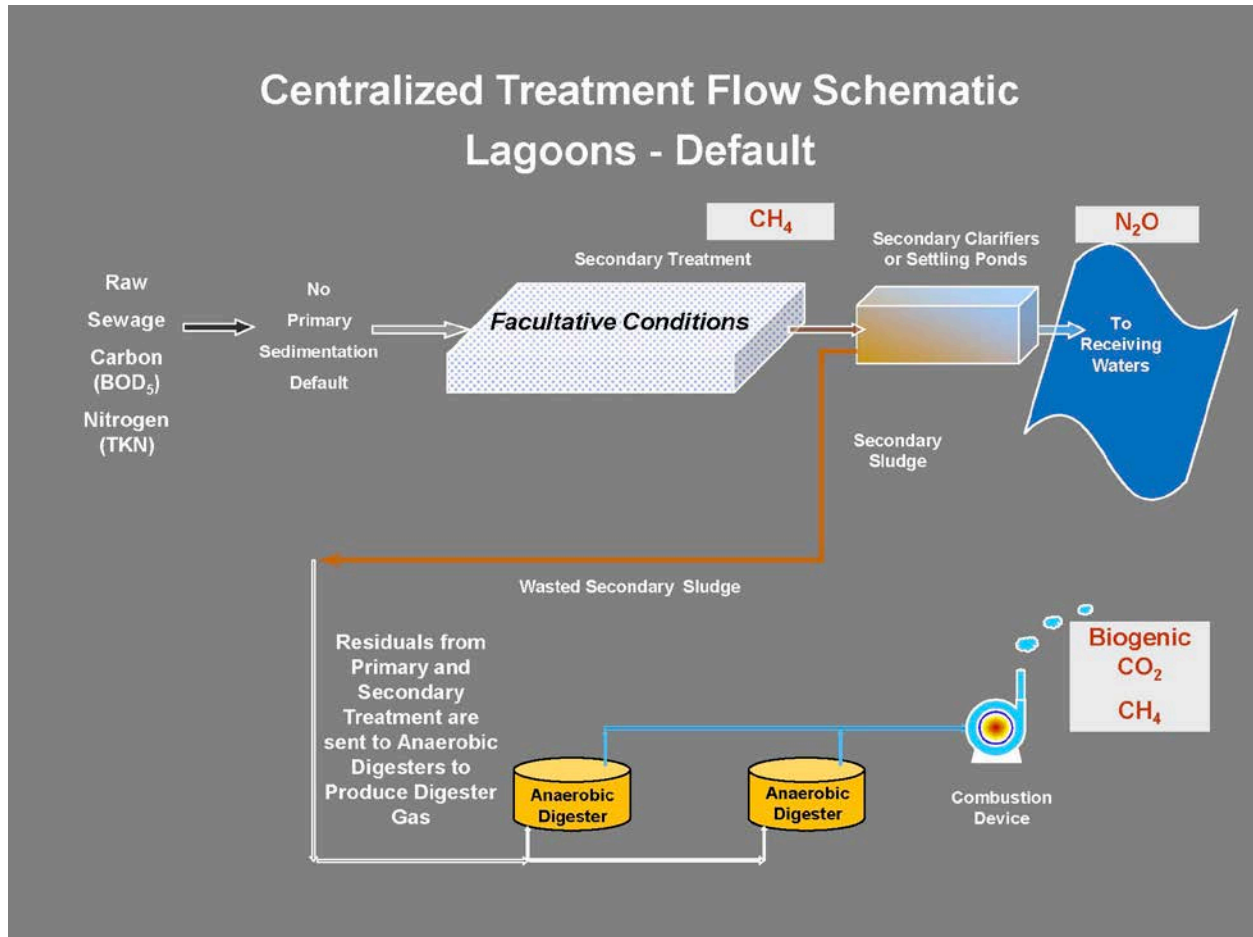 Centralized Treatment Flow Schematic
Lagoons - Default
CH₄
N₂O
Secondary Treatment
Secondary Clarifiers
or Settling Ponds
Raw
Sewage
Carbon
(BOD₅)
Nitrogen
(TKN)
No
Primary
Sedimentation
Default
Facultative Conditions
To
Receiving
Waters
Secondary
Sludge
Wasted Secondary Sludge
Residuals from
Primary and
Secondary
Treatment are
sent to Anaerobic
Digesters to
Produce Digester
Gas
Anaerobic
Digester
Anaerobic
Digester
Combustion
Device
Biogenic
CO₂
CH₄